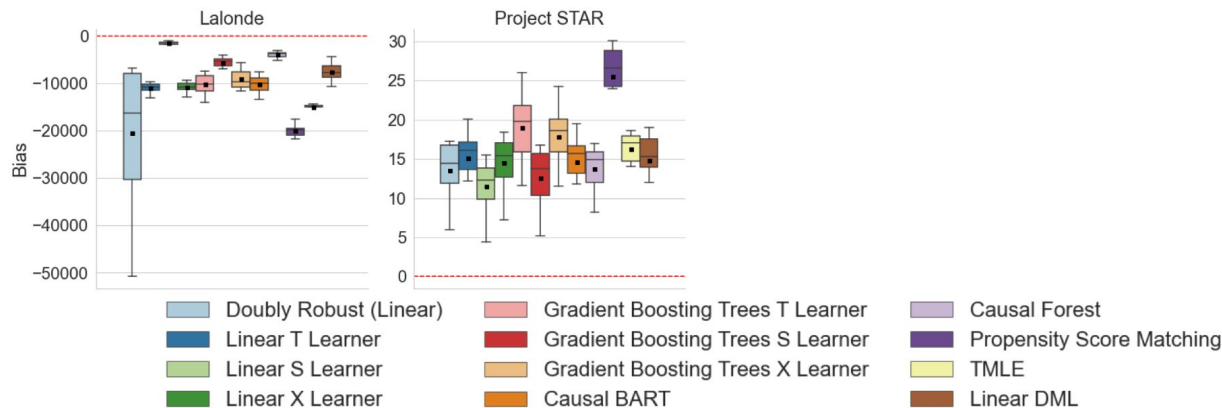 Lalonde
Project STAR
Bias
0
−10000
−20000
−30000
−40000
−50000
30
25
20
15
10
5
0
Doubly Robust (Linear)
Linear T Learner
Linear S Learner
Linear X Learner
Gradient Boosting Trees T Learner
Gradient Boosting Trees S Learner
Gradient Boosting Trees X Learner
Causal BART
Causal Forest
Propensity Score Matching
TMLE
Linear DML